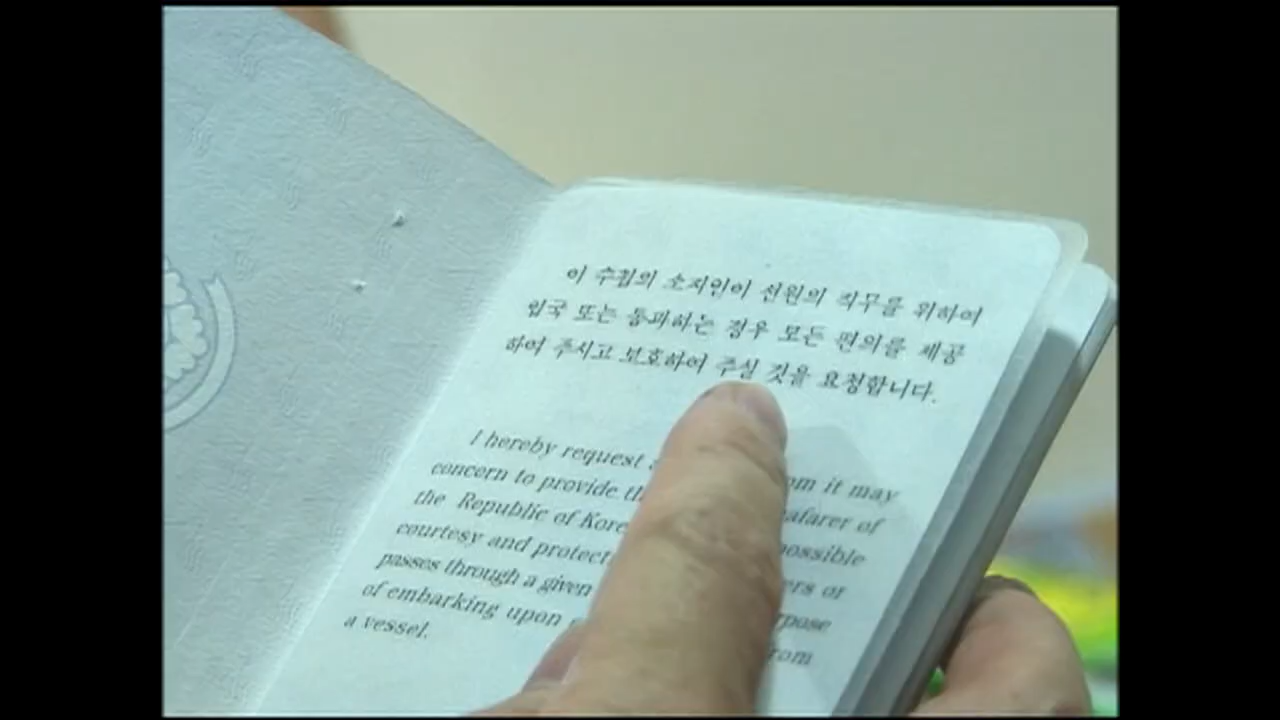 이 수첩의 소지인이 선원의 직무를 위하여
입국 또는 통과하는 경우 모든 편의를 제공
하여 주시고 보호하여 주실 것을 요청합니다.
I hereby request om it may
concern to provide th afarer of
the Republic of Kore possible
courtesy and protect ers or
passes through a given rpose
of embarking upon from
a vessel.